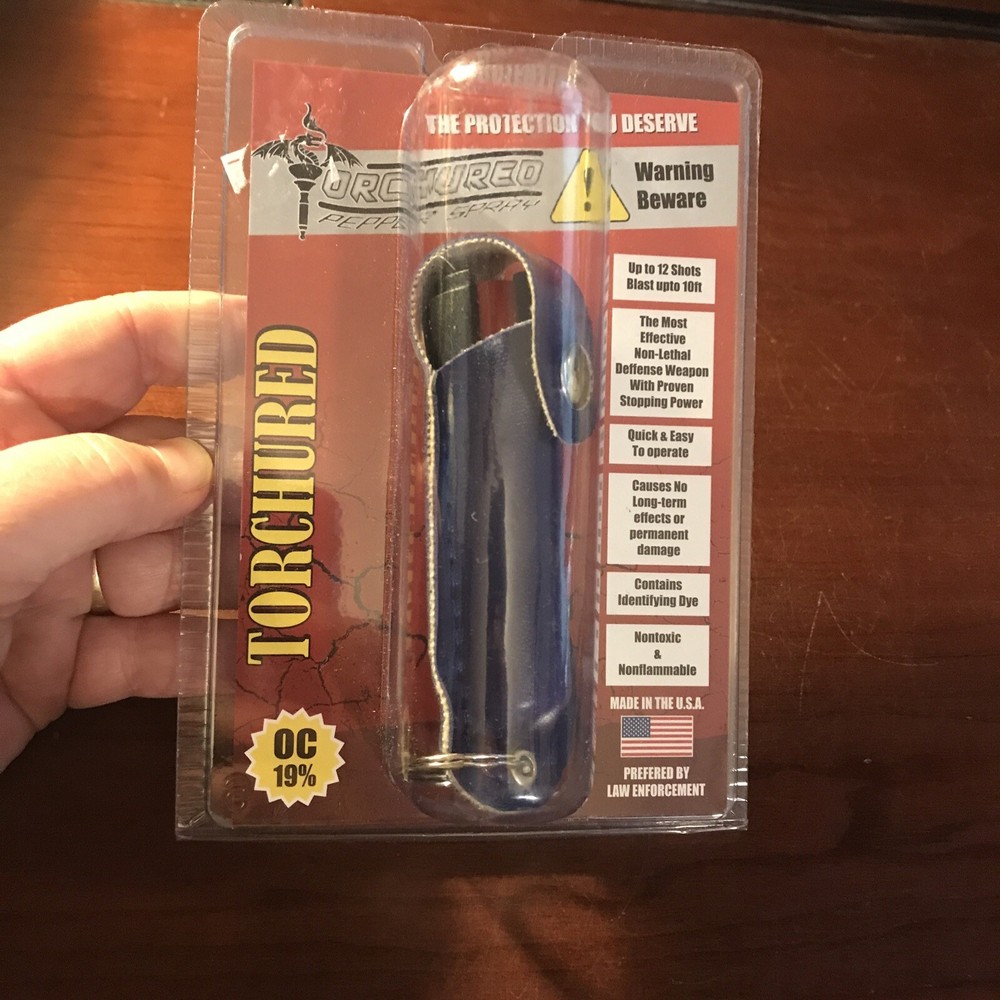 THE PROTECTION YOU DESERVE
TORCHURED
PEPPER SPRAY
!
Warning
Beware
Up to 12 Shots
Blast upto 10ft
The Most
Effective
Non-Lethal
Deffense Weapon
With Proven
Stopping Power
Quick & Easy
To operate
Causes No
Long-term
effects or
permanent
damage
Contains
Identifying Dye
Nontoxic
&
Nonflammable
MADE IN THE U.S.A.
PREFERED BY
LAW ENFORCEMENT
TORCHURED
OC
19%